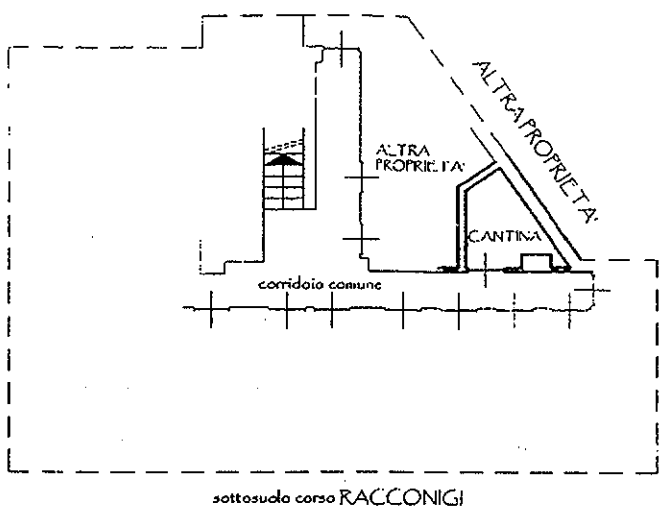 ALTRA PROPRIETA'
ALTRA
PROPRIETA'
CANTINA
corridoio comune
sottosuolo corso RACCONIGI